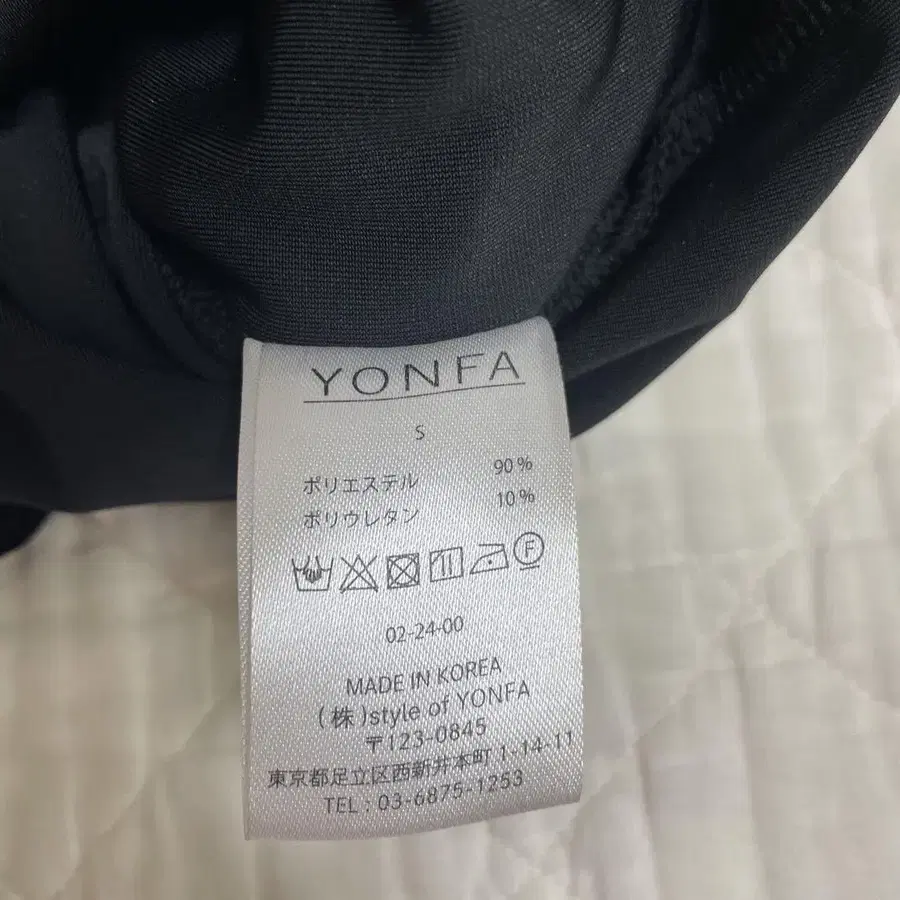 YONFA
S
ポリエステル 90%
ポリウレタン 10%
F
02-24-00
MADE IN KOREA
(株)style of YONFA
〒123-0845
東京都足立区西新井本町 1-14-11
TEL : 03-6875-1253